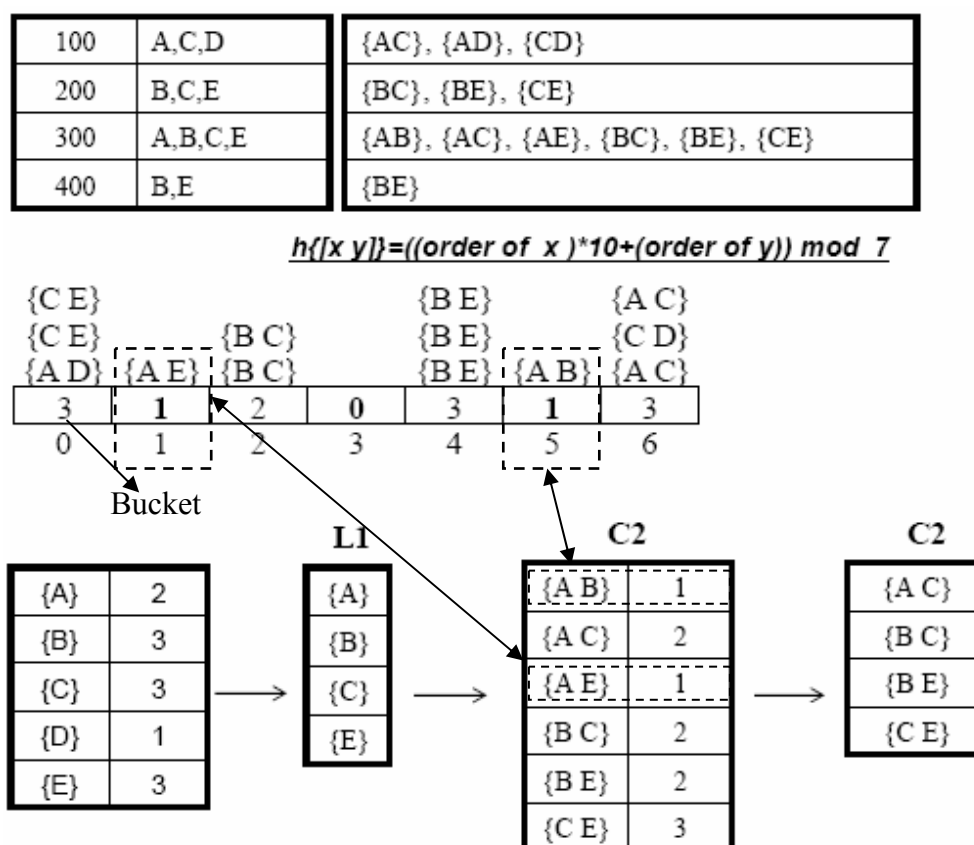 100 A,C,D {AC}, {AD}, {CD}
200 B,C,E {BC}, {BE}, {CE}
300 A,B,C,E {AB}, {AC}, {AE}, {BC}, {BE}, {CE}
400 B,E {BE}
h{[x y]}=((order of x )*10+(order of y)) mod 7
{C E} {B E} {A C}
{C E} {B C} {B E} {C D}
{A D} {A E} {B C} {B E} {A B} {A C}
3 1 2 0 3 1 3
0 1 2 3 4 5 6
Bucket
L1 C2 C2
{A} 2 {A} {A B} 1 {A C}
{B} 3 {B} {A C} 2 {B C}
{C} 3 {C} {A E} 1 {B E}
{D} 1 {E} {B C} 2 {C E}
{E} 3 {B E} 2
{C E} 3